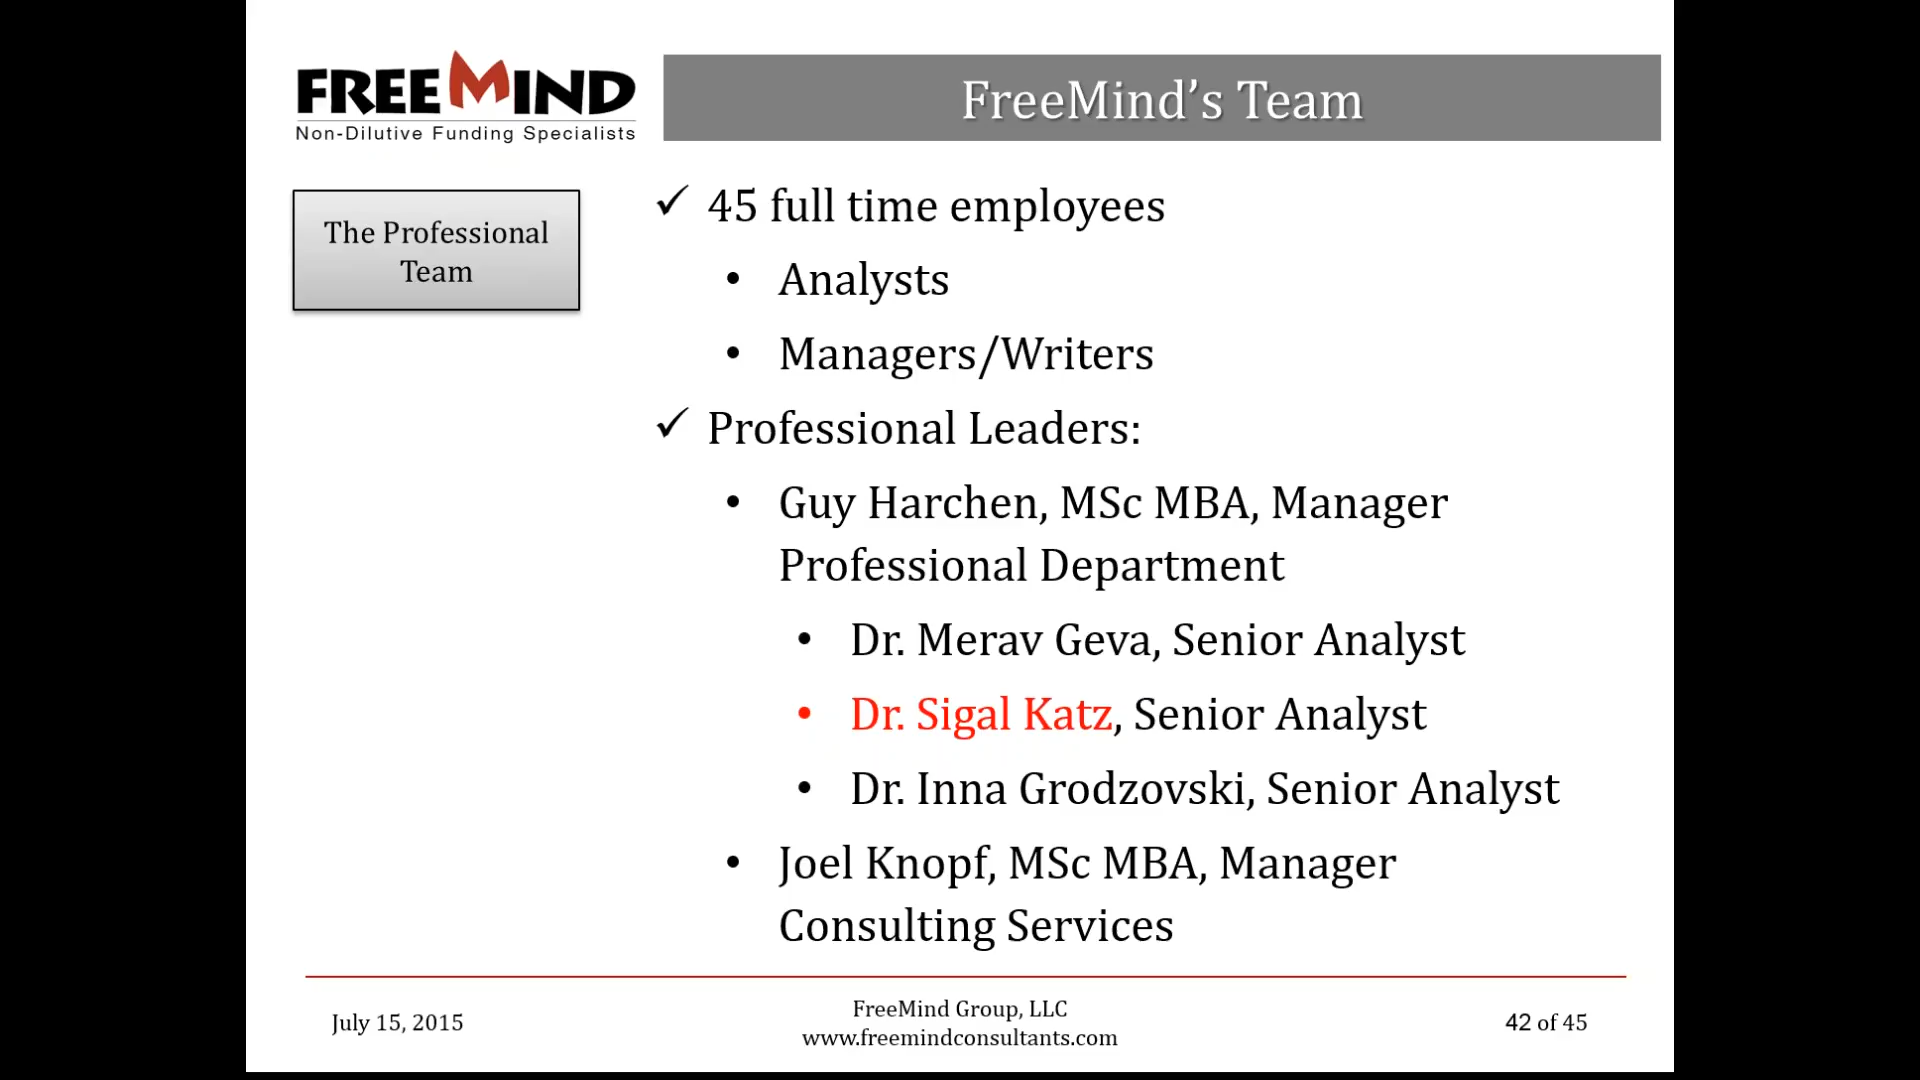 FREEMIND
Non-Dilutive Funding Specialists
FreeMind’s Team
The Professional
Team
✓ 45 full time employees
• Analysts
• Managers/Writers
✓ Professional Leaders:
• Guy Harchen, MSc MBA, Manager
Professional Department
• Dr. Merav Geva, Senior Analyst
• Dr. Sigal Katz, Senior Analyst
• Dr. Inna Grodzovski, Senior Analyst
• Joel Knopf, MSc MBA, Manager
Consulting Services
July 15, 2015
FreeMind Group, LLC
www.freemindconsultants.com
42 of 45